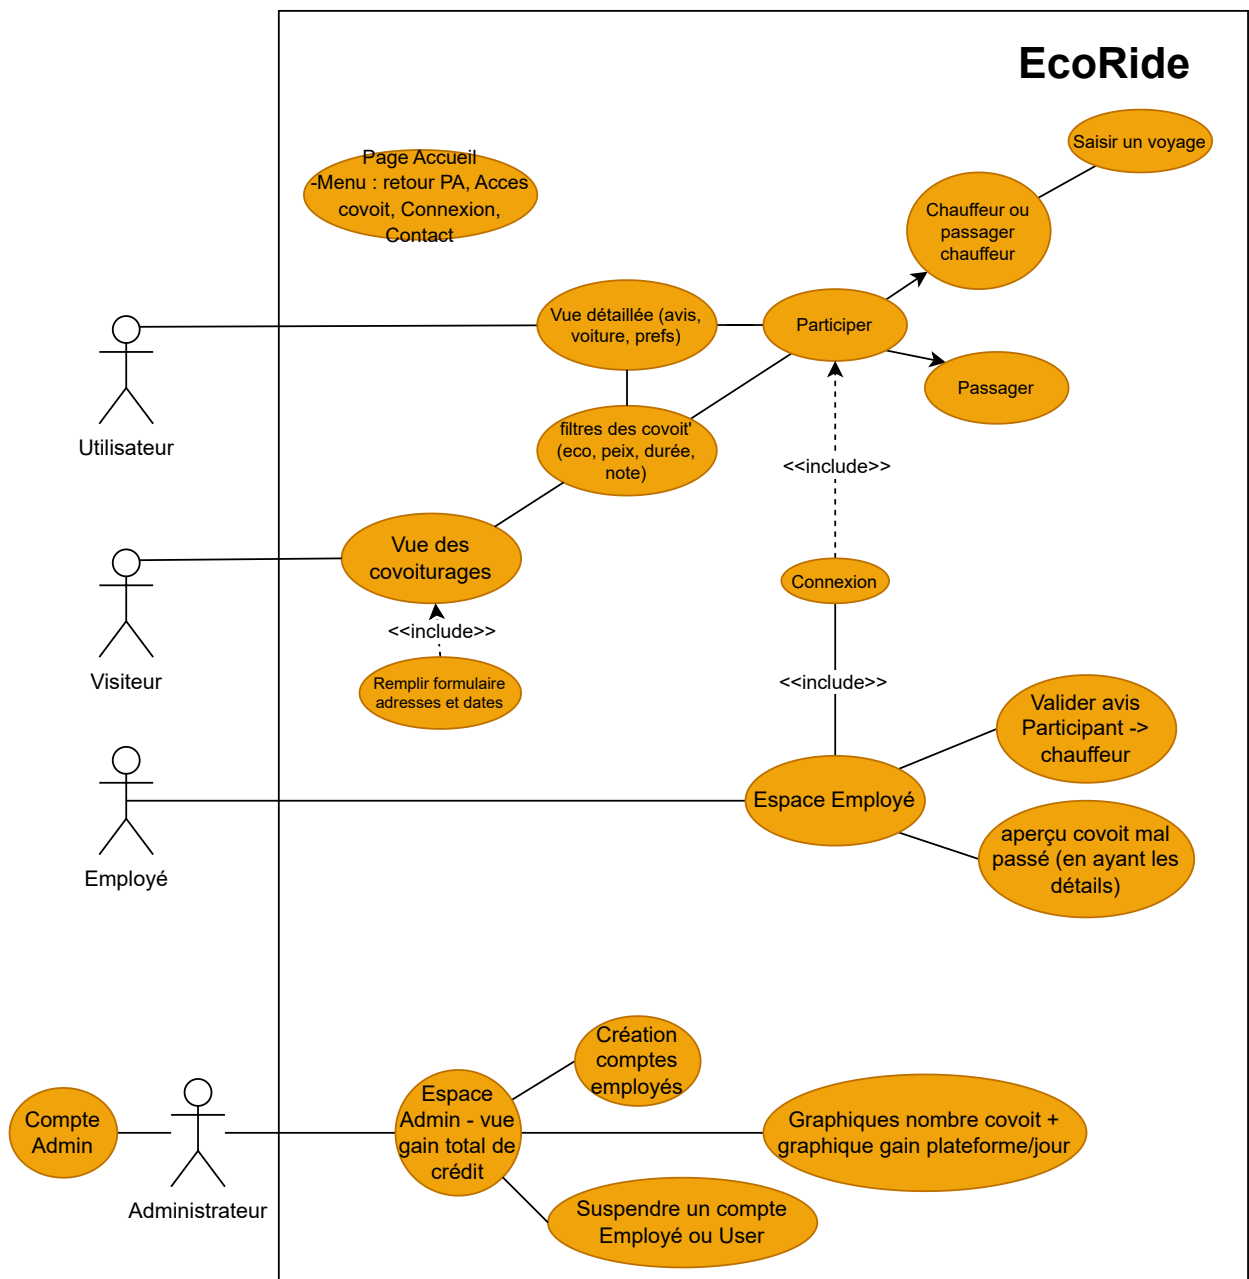 EcoRide
Page Accueil
-Menu : retour PA, Acces
covoit, Connexion,
Contact
Saisir un voyage
Chauffeur ou
passager
chauffeur
Vue détaillée (avis,
voiture, prefs)
Participer
Passager
Utilisateur
filtres des covoit'
(eco, peix, durée,
note)
<<include>>
Vue des
covoiturages
Connexion
<<include>>
Visiteur
Remplir formulaire
adresses et dates
<<include>>
Valider avis
Participant ->
chauffeur
Espace Employé
Employé
aperçu covoit mal
passé (en ayant les
détails)
Création
comptes
employés
Compte
Admin
Espace
Admin - vue
gain total de
crédit
Graphiques nombre covoit +
graphique gain plateforme/jour
Administrateur
Suspendre un compte
Employé ou User